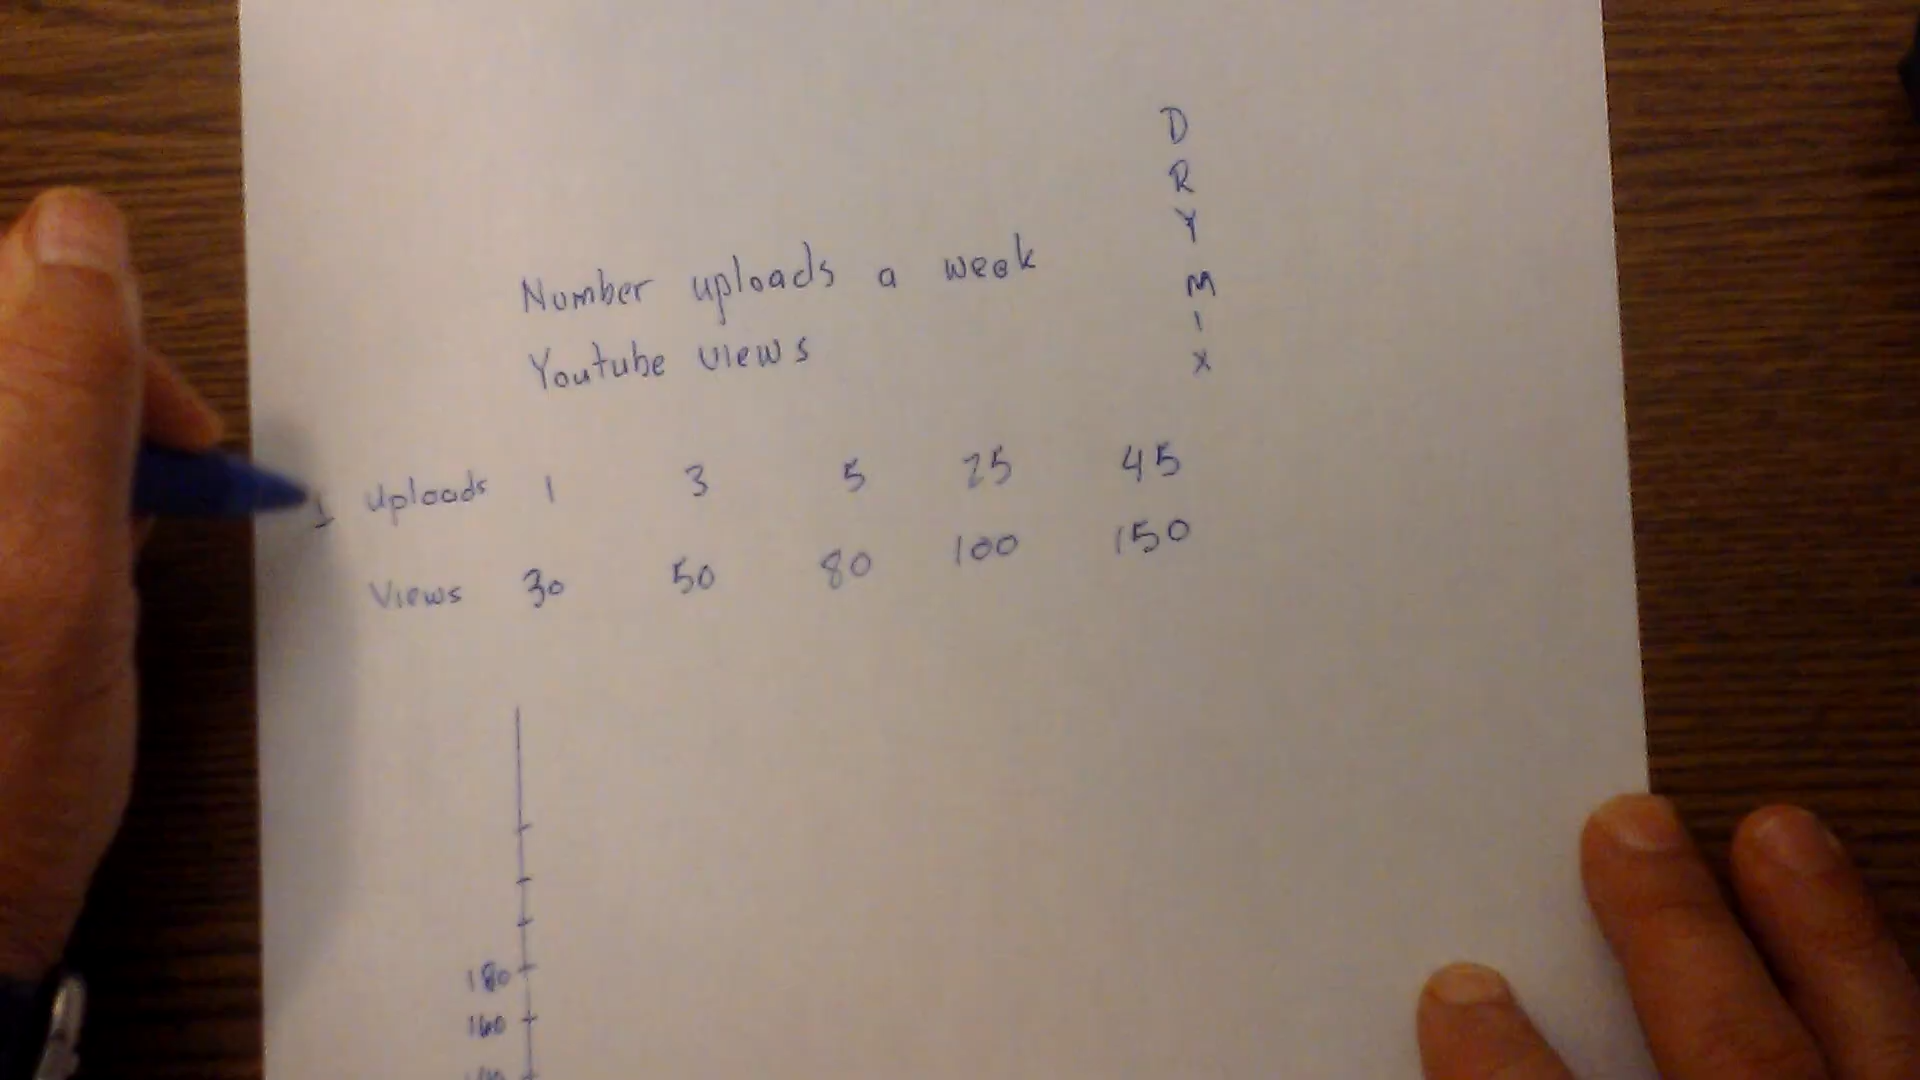 D
R
Y
M
I
X
Number uploads a week
Youtube views
I uploads 1 3 5 25 45
Views 30 50 80 100 150
180
160